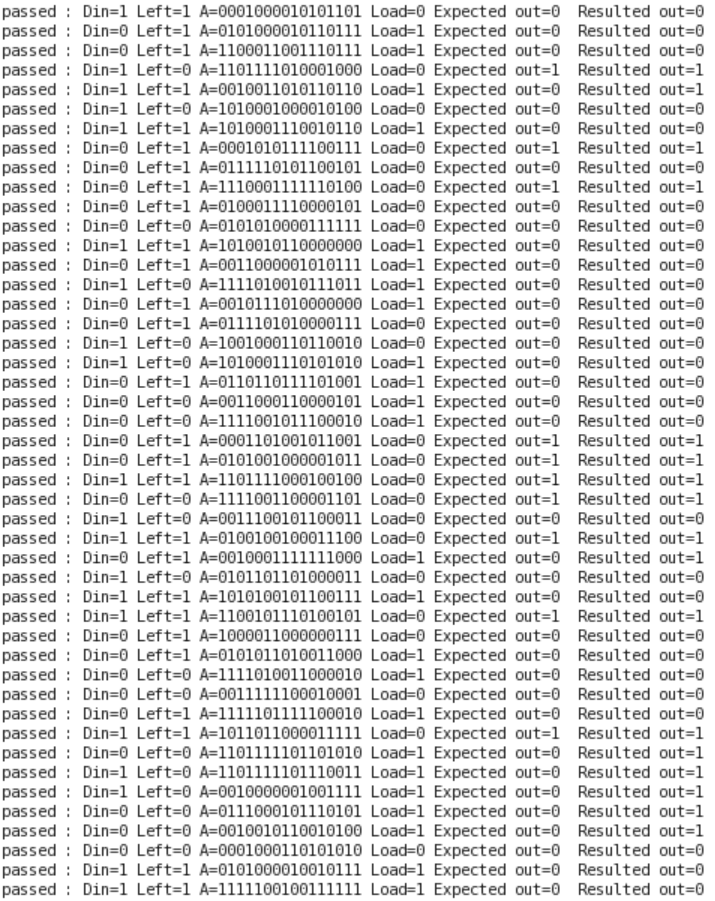 passed : Din=1 Left=1 A=0001000010101101 Load=0 Expected out=0  Resulted out=0
passed : Din=0 Left=1 A=0101000010110111 Load=1 Expected out=0  Resulted out=0
passed : Din=0 Left=1 A=1100011001110111 Load=0 Expected out=0  Resulted out=0
passed : Din=1 Left=0 A=1101111010001000 Load=0 Expected out=1  Resulted out=1
passed : Din=1 Left=1 A=0010011010110110 Load=1 Expected out=0  Resulted out=1
passed : Din=1 Left=0 A=1010001000010100 Load=0 Expected out=0  Resulted out=0
passed : Din=1 Left=1 A=1010001110010110 Load=1 Expected out=0  Resulted out=0
passed : Din=1 Left=1 A=0001010111100111 Load=0 Expected out=1  Resulted out=1
passed : Din=0 Left=1 A=0111110101100101 Load=0 Expected out=0  Resulted out=0
passed : Din=0 Left=1 A=1110001111110100 Load=0 Expected out=1  Resulted out=1
passed : Din=0 Left=1 A=0100011110000101 Load=0 Expected out=0  Resulted out=0
passed : Din=0 Left=0 A=0101010000111111 Load=0 Expected out=0  Resulted out=0
passed : Din=1 Left=1 A=1010010110000000 Load=1 Expected out=0  Resulted out=0
passed : Din=0 Left=1 A=0011000001010111 Load=1 Expected out=0  Resulted out=0
passed : Din=1 Left=0 A=1111010010111011 Load=1 Expected out=0  Resulted out=0
passed : Din=0 Left=1 A=0010111010000000 Load=1 Expected out=0  Resulted out=0
passed : Din=0 Left=1 A=0111101010000111 Load=0 Expected out=0  Resulted out=0
passed : Din=1 Left=0 A=1001000110110010 Load=0 Expected out=0  Resulted out=0
passed : Din=1 Left=0 A=1010001110101010 Load=1 Expected out=0  Resulted out=0
passed : Din=0 Left=1 A=0110110111101001 Load=0 Expected out=0  Resulted out=0
passed : Din=0 Left=0 A=0011000110000101 Load=1 Expected out=0  Resulted out=0
passed : Din=0 Left=0 A=1111001011100010 Load=1 Expected out=0  Resulted out=0
passed : Din=1 Left=1 A=0001101001011001 Load=0 Expected out=1  Resulted out=1
passed : Din=1 Left=0 A=0101001000001011 Load=0 Expected out=1  Resulted out=1
passed : Din=1 Left=1 A=1101111000100100 Load=0 Expected out=1  Resulted out=1
passed : Din=0 Left=0 A=1111001100001101 Load=0 Expected out=1  Resulted out=1
passed : Din=1 Left=0 A=0011100101100011 Load=0 Expected out=0  Resulted out=0
passed : Din=1 Left=1 A=0100100100011100 Load=0 Expected out=1  Resulted out=1
passed : Din=0 Left=1 A=0010001111111000 Load=1 Expected out=0  Resulted out=1
passed : Din=1 Left=0 A=0101101101000011 Load=0 Expected out=0  Resulted out=0
passed : Din=1 Left=1 A=1010100101100111 Load=1 Expected out=0  Resulted out=0
passed : Din=1 Left=1 A=1100101110100101 Load=0 Expected out=1  Resulted out=1
passed : Din=0 Left=0 A=1000011000000111 Load=0 Expected out=0  Resulted out=0
passed : Din=0 Left=1 A=0101011010011000 Load=1 Expected out=0  Resulted out=0
passed : Din=1 Left=0 A=1111010011000010 Load=1 Expected out=0  Resulted out=0
passed : Din=0 Left=0 A=0011111100010001 Load=0 Expected out=0  Resulted out=0
passed : Din=0 Left=1 A=1111101111100010 Load=1 Expected out=0  Resulted out=0
passed : Din=1 Left=1 A=1011011000011111 Load=0 Expected out=1  Resulted out=1
passed : Din=0 Left=0 A=1101111101101010 Load=1 Expected out=0  Resulted out=0
passed : Din=1 Left=0 A=1101111101110011 Load=1 Expected out=0  Resulted out=1
passed : Din=1 Left=0 A=0010000001001111 Load=1 Expected out=0  Resulted out=1
passed : Din=0 Left=0 A=0111000101110101 Load=1 Expected out=0  Resulted out=0
passed : Din=0 Left=0 A=0010010110010100 Load=1 Expected out=0  Resulted out=1
passed : Din=0 Left=0 A=0001000110101010 Load=0 Expected out=0  Resulted out=0
passed : Din=1 Left=1 A=0101000010010111 Load=1 Expected out=0  Resulted out=0
passed : Din=1 Left=1 A=1111100100111111 Load=1 Expected out=0  Resulted out=0